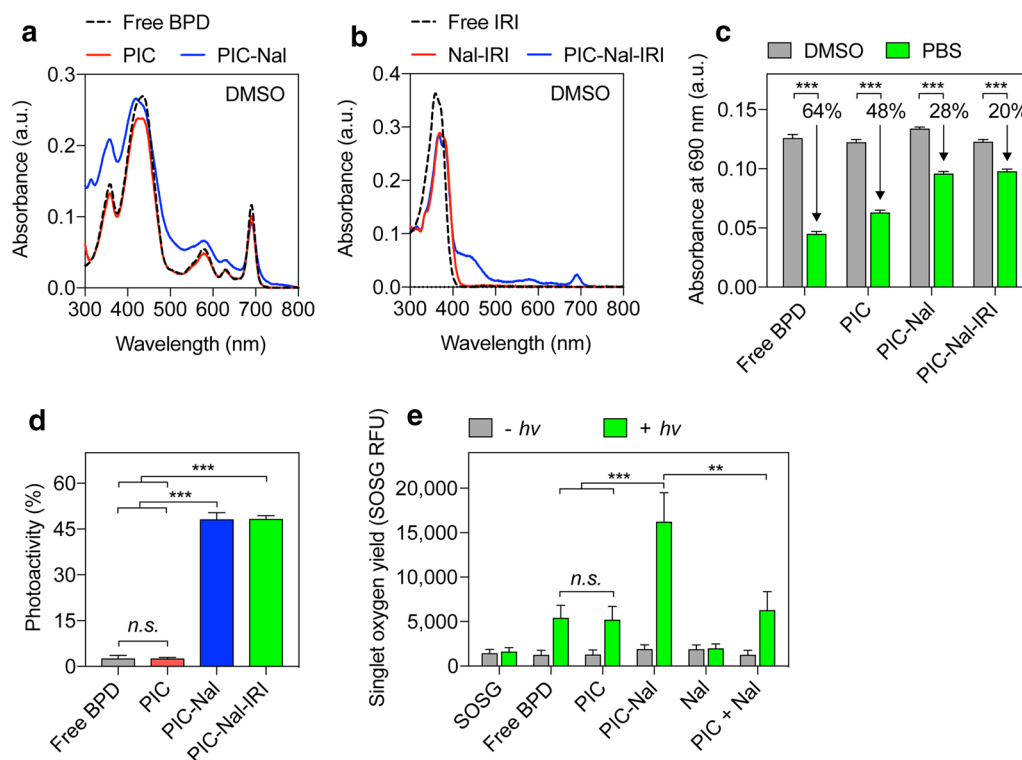 a
Free BPD
PIC
PIC-Nal
DMSO
Absorbance (a.u.)
0.3
0.2
0.1
0.0
300 400 500 600 700 800
Wavelength (nm)
b
Free IRI
Nal-IRI
PIC-Nal-IRI
DMSO
Absorbance (a.u.)
0.4
0.3
0.2
0.1
0.0
300 400 500 600 700 800
Wavelength (nm)
c
DMSO
PBS
Absorbance at 690 nm (a.u.)
0.15
0.10
0.05
0.00
*** *** *** ***
64% 48% 28% 20%
Free BPD
PIC
PIC-Nal
PIC-Nal-IRI
d
Photoactivity (%)
60
45
30
15
0
***
***
n.s.
Free BPD
PIC
PIC-Nal
PIC-Nal-IRI
e
- hv
+ hv
Singlet oxygen yield (SOSG RFU)
20,000
15,000
10,000
5,000
0
*** **
n.s.
SOSG
Free BPD
PIC
PIC-Nal
Nal
PIC + Nal